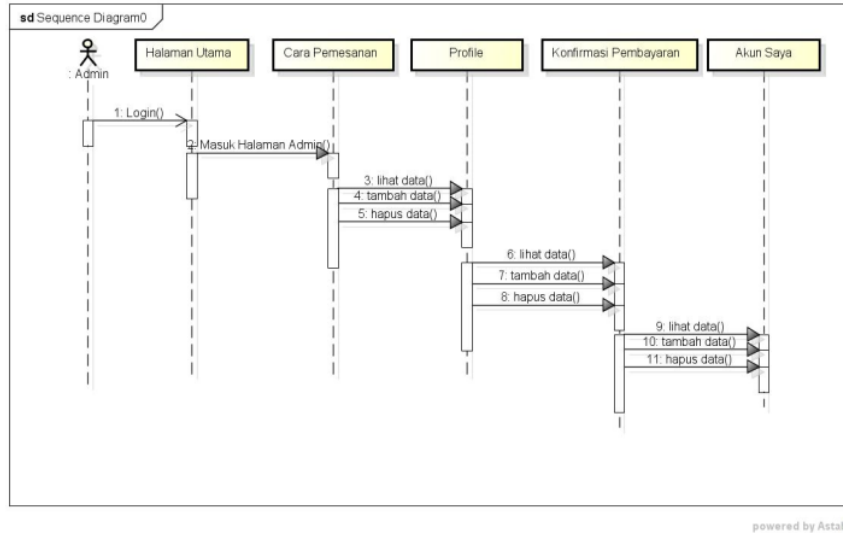 sd Sequence Diagram0
: Admin
Halaman Utama
Cara Pemesanan
Profile
Konfirmasi Pembayaran
Akun Saya
1: Login()
2: Masuk Halaman Admin()
3: lihat data()
4: tambah data()
5: hapus data()
6: lihat data()
7: tambah data()
8: hapus data()
9: lihat data()
10: tambah data()
11: hapus data()
powered by Asta